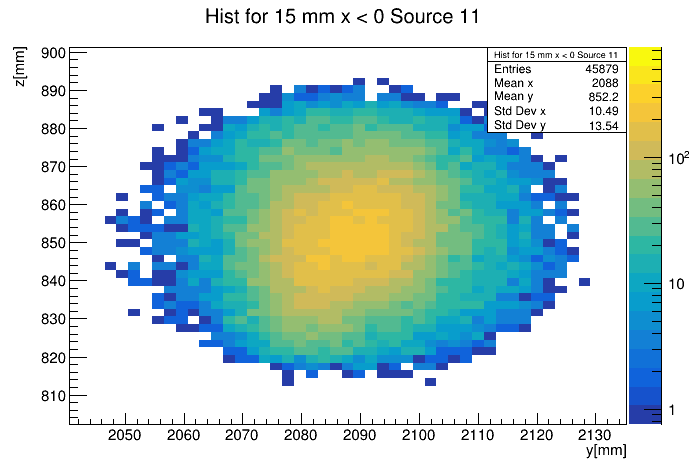 Hist for 15 mm x < 0 Source 11
z[mm]
900
890
880
870
860
850
840
830
820
810
2050 2060 2070 2080 2090 2100 2110 2120 2130
y[mm]
Hist for 15 mm x < 0 Source 11
Entries 45879
Mean x 2088
Mean y 852.2
Std Dev x 10.49
Std Dev y 13.54
10²
10
1